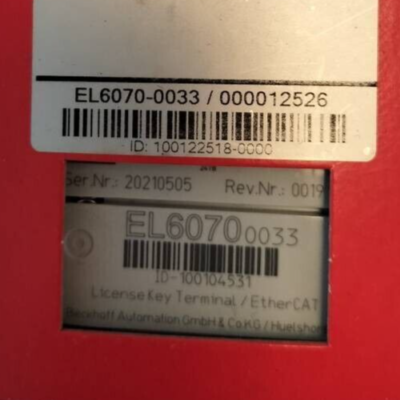 EL6070-0033 / 000012526
ID: 100122518-0000
Ser.Nr.: 20210505 Rev.Nr.: 0019
EL6070 0033
ID-100104531
License Key Terminal / EtherCAT
Beckhoff Automation GmbH & Co KG / Huelshor